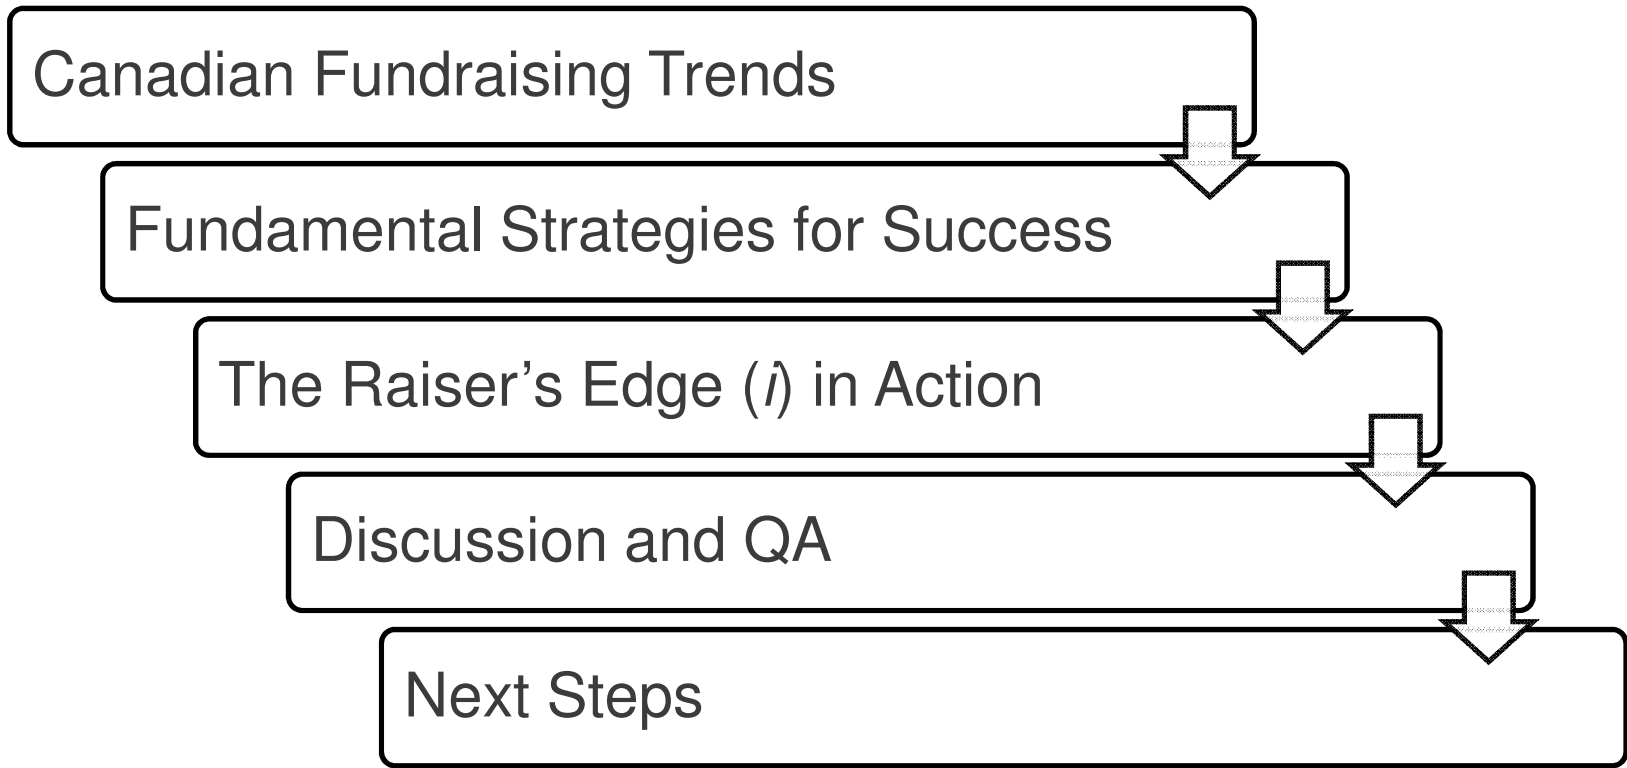 Canadian Fundraising Trends
Fundamental Strategies for Success
The Raiser’s Edge (i) in Action
Discussion and QA
Next Steps